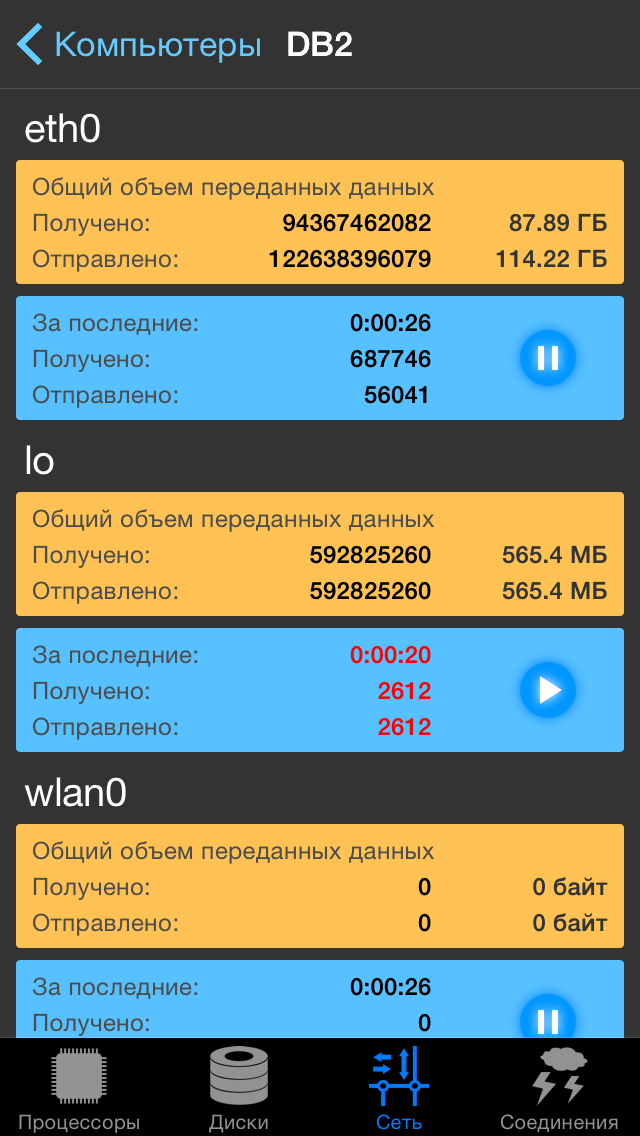 Компьютеры DB2
eth0
Общий объем переданных данных
Получено: 94367462082 87.89 ГБ
Отправлено: 122638396079 114.22 ГБ
За последние: 0:00:26
Получено: 687746
Отправлено: 56041
lo
Общий объем переданных данных
Получено: 592825260 565.4 МБ
Отправлено: 592825260 565.4 МБ
За последние: 0:00:20
Получено: 2612
Отправлено: 2612
wlan0
Общий объем переданных данных
Получено: 0 0 байт
Отправлено: 0 0 байт
За последние: 0:00:26
Получено: 0
Процессоры Диски Сеть Соединения